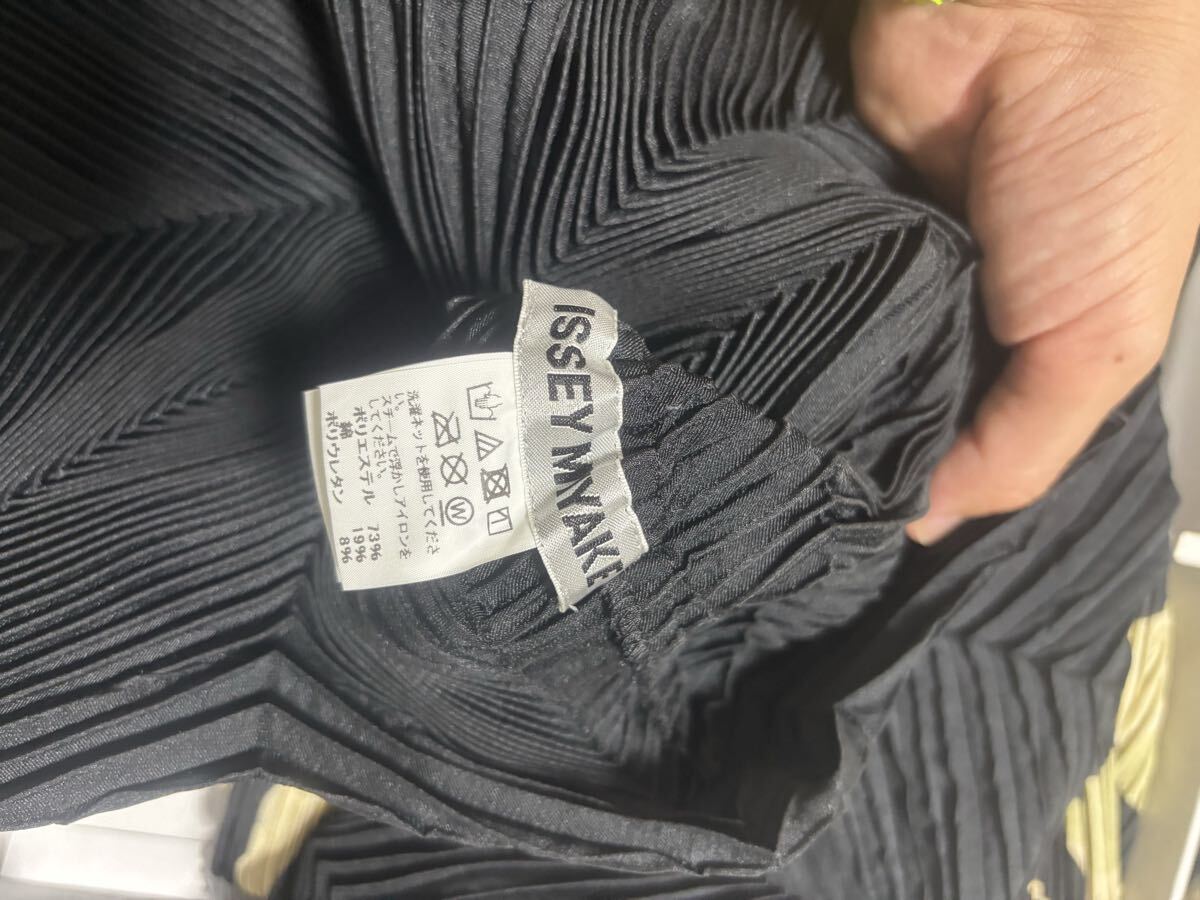 ISSEY MIYAKE
W
洗濯ネットを使用してくださ
い。
スチームで浮かしアイロンを
してください。
ポリエステル 73%
綿 19%
ポリウレタン 8%